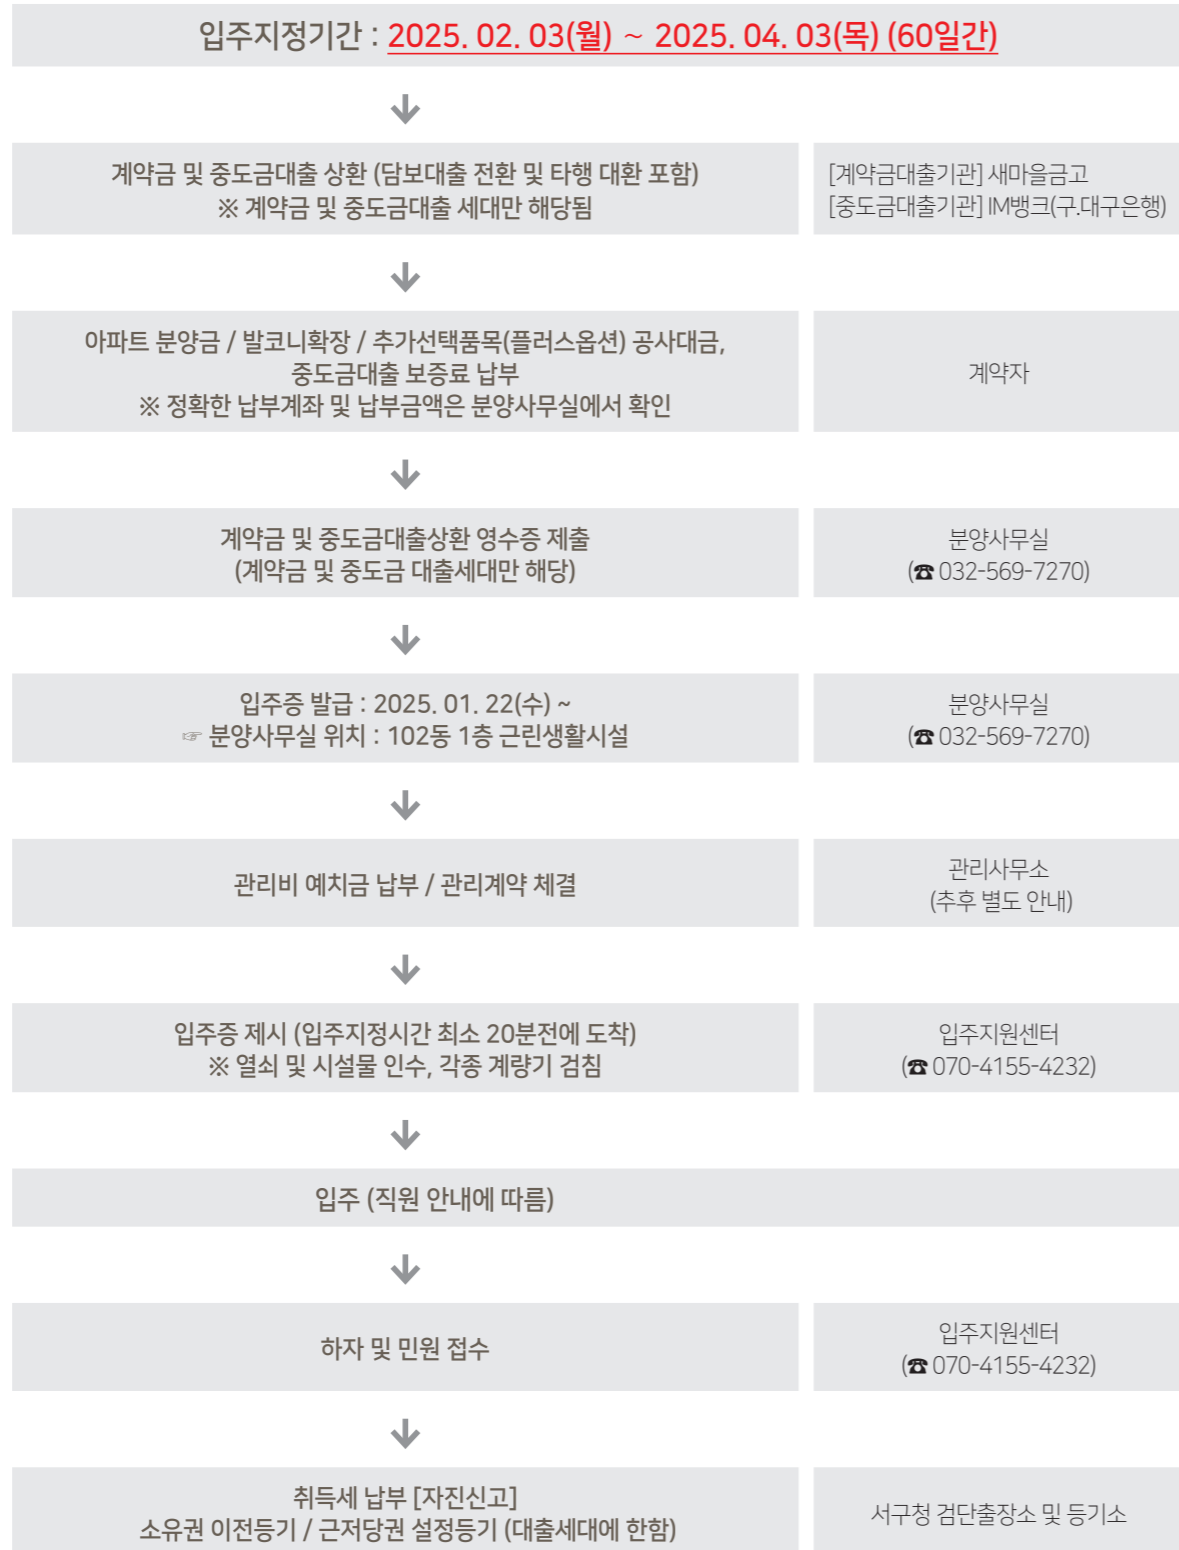 입주지정기간 : 2025. 02. 03(월) ~ 2025. 04. 03(목) (60일간)
계약금 및 중도금대출 상환 (담보대출 전환 및 타행 대환 포함)
※ 계약금 및 중도금대출 세대만 해당됨
[계약금대출기관] 새마을금고
[중도금대출기관] IM뱅크(구.대구은행)
아파트 분양금 / 발코니확장 / 추가선택품목(플러스옵션) 공사대금,
중도금대출 보증료 납부
※ 정확한 납부계좌 및 납부금액은 분양사무실에서 확인
계약자
계약금 및 중도금대출상환 영수증 제출
(계약금 및 중도금 대출세대만 해당)
분양사무실
(☎ 032-569-7270)
입주증 발급 : 2025. 01. 22(수) ~
☞ 분양사무실 위치 : 102동 1층 근린생활시설
분양사무실
(☎ 032-569-7270)
관리비 예치금 납부 / 관리계약 체결
관리사무소
(추후 별도 안내)
입주증 제시 (입주지정시간 최소 20분전에 도착)
※ 열쇠 및 시설물 인수, 각종 계량기 검침
입주지원센터
(☎ 070-4155-4232)
입주 (직원 안내에 따름)
하자 및 민원 접수
입주지원센터
(☎ 070-4155-4232)
취득세 납부 [자진신고]
소유권 이전등기 / 근저당권 설정등기 (대출세대에 한함)
서구청 검단출장소 및 등기소